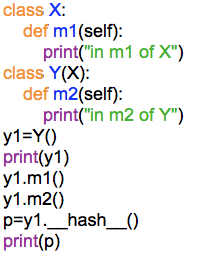 class X:
    def m1(self):
        print("in m1 of X")
class Y(X):
    def m2(self):
        print("in m2 of Y")
y1=Y()
print(y1)
y1.m1()
y1.m2()
p=y1.__hash__()
print(p)